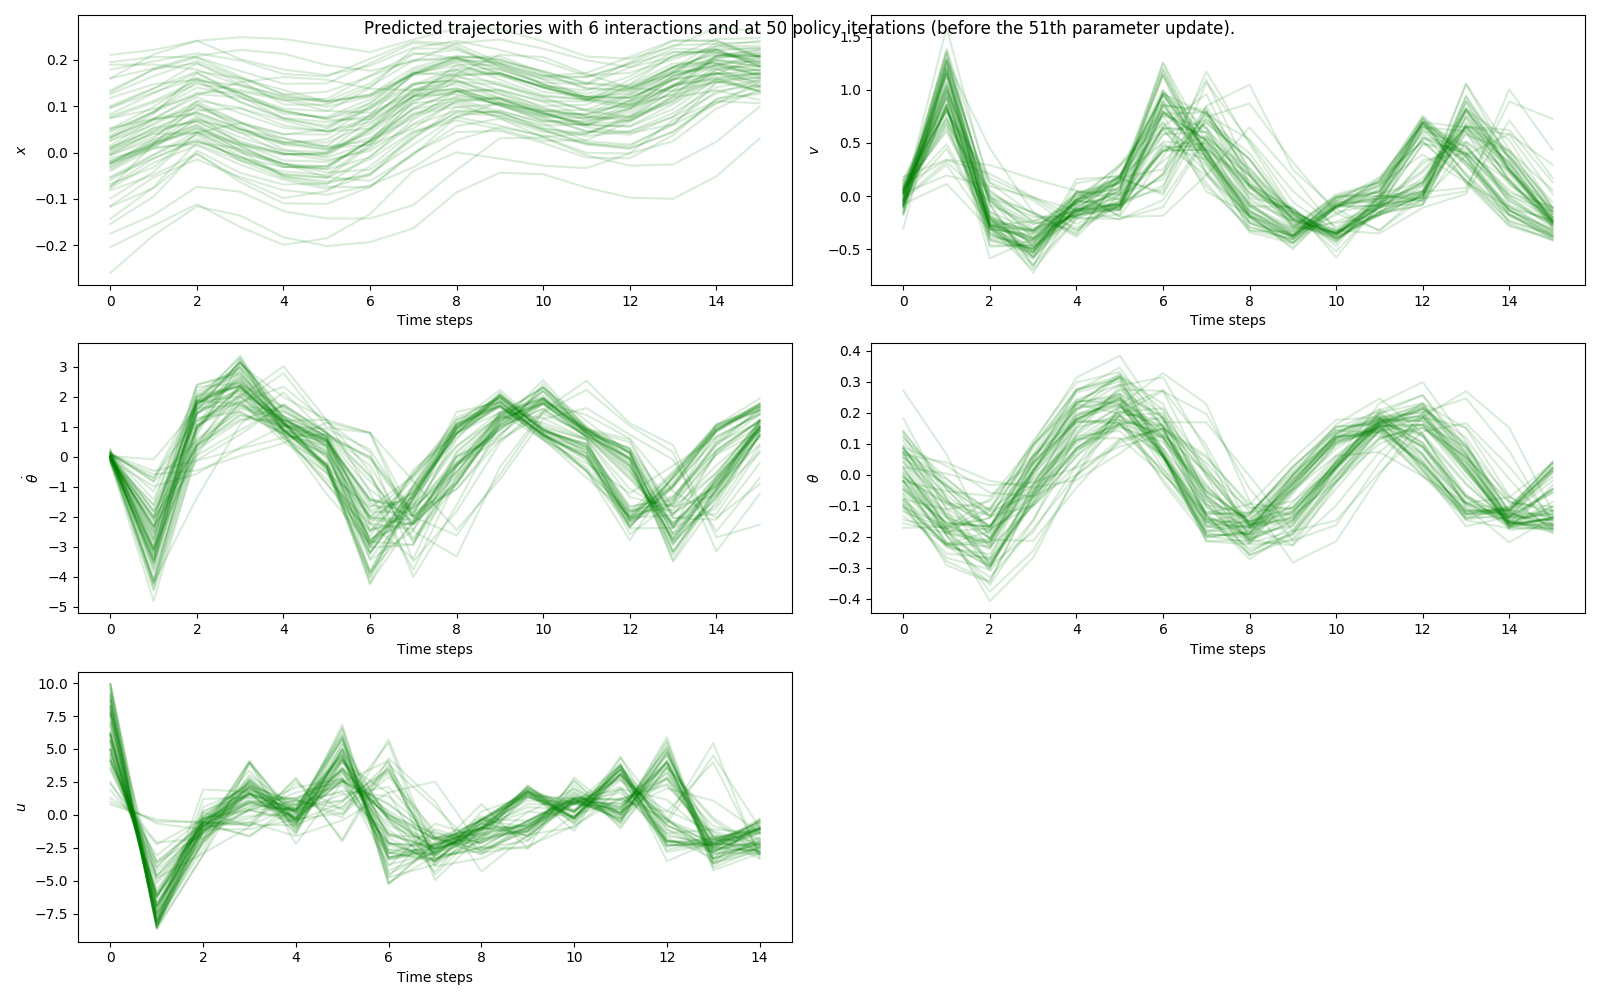 Predicted trajectories with 6 interactions and at 50 policy iterations (before the 51th parameter update).
0.2
0.1
0.0
−0.1
−0.2
x
0 2 4 6 8 10 12 14
Time steps
1.5
1.0
0.5
0.0
−0.5
v
0 2 4 6 8 10 12 14
Time steps
3
2
1
0
−1
−2
−3
−4
−5
θ̇
0 2 4 6 8 10 12 14
Time steps
0.4
0.3
0.2
0.1
0.0
−0.1
−0.2
−0.3
−0.4
θ
0 2 4 6 8 10 12 14
Time steps
10.0
7.5
5.0
2.5
0.0
−2.5
−5.0
−7.5
u
0 2 4 6 8 10 12 14
Time steps